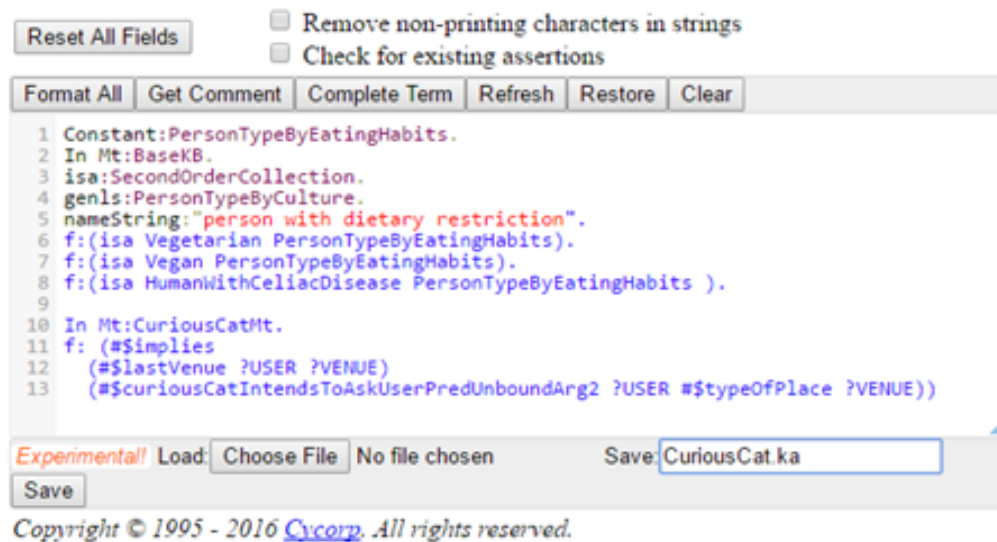 Reset All Fields
Remove non-printing characters in strings
Check for existing assertions
Format All Get Comment Complete Term Refresh Restore Clear
1 Constant:PersonTypeByEatingHabits.
2 In Mt:BaseKB.
3 isa:SecondOrderCollection.
4 genls:PersonTypeByCulture.
5 nameString:"person with dietary restriction".
6 f:(isa Vegetarian PersonTypeByEatingHabits).
7 f:(isa Vegan PersonTypeByEatingHabits).
8 f:(isa HumanWithCeliacDisease PersonTypeByEatingHabits ).
9
10 In Mt:CuriousCatMt.
11 f: (#$implies
12 (#$lastVenue ?USER ?VENUE)
13 (#$curiousCatIntendsToAskUserPredUnboundArg2 ?USER #$typeOfPlace ?VENUE))
Experimental! Load: Choose File No file chosen Save: CuriousCat.ka
Save
Copyright © 1995 - 2016 Cycorp. All rights reserved.